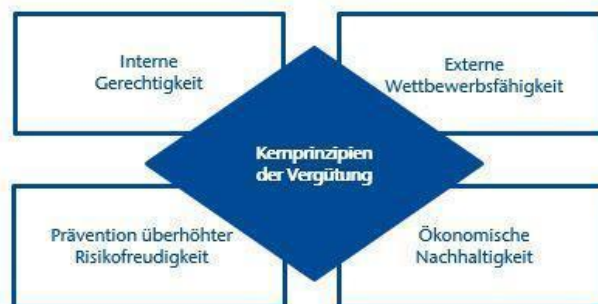 Interne
Gerechtigkeit
Externe
Wettbewerbsfähigkeit
Kernprinzipien
der Vergütung
Prävention überhöhter
Risikofreudigkeit
Ökonomische
Nachhaltigkeit